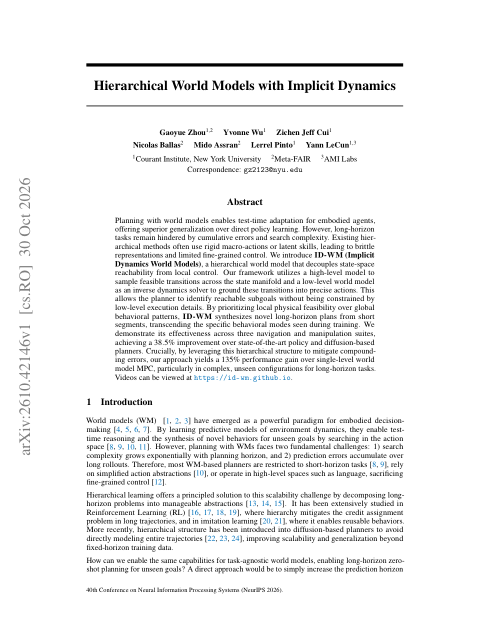 arXiv:2610.42146v1 [cs.RO] 30 Oct 2026
Hierarchical World Models with Implicit Dynamics
Gaoyue Zhou1,2 Yvonne Wu1 Zichen Jeff Cui1
Nicolas Ballas2 Mido Assran2 Lerrel Pinto1 Yann LeCun1,3
1Courant Institute, New York University 2Meta-FAIR 3AMI Labs
Correspondence: gz2123@nyu.edu
Abstract
Planning with world models enables test-time adaptation for embodied agents,
offering superior generalization over direct policy learning. However, long-horizon
tasks remain hindered by cumulative errors and search complexity. Existing hier-
archical methods often use rigid macro-actions or latent skills, leading to brittle
representations and limited fine-grained control. We introduce ID-WM (Implicit
Dynamics World Models), a hierarchical world model that decouples state-space
reachability from local control. Our framework utilizes a high-level model to
sample feasible transitions across the state manifold and a low-level world model
as an inverse dynamics solver to ground these transitions into precise actions. This
allows the planner to identify reachable subgoals without being constrained by
low-level execution details. By prioritizing local physical feasibility over global
behavioral patterns, ID-WM synthesizes novel long-horizon plans from short
segments, transcending the specific behavioral modes seen during training. We
demonstrate its effectiveness across three navigation and manipulation suites,
achieving a 38.5% improvement over state-of-the-art policy and diffusion-based
planners. Crucially, by leveraging this hierarchical structure to mitigate compound-
ing errors, our approach yields a 135% performance gain over single-level world
model MPC, particularly in complex, unseen configurations for long-horizon tasks.
Videos can be viewed at https://id-wm.github.io.
1 Introduction
World models (WM) [1, 2, 3] have emerged as a powerful paradigm for embodied decision-
making [4, 5, 6, 7]. By learning predictive models of environment dynamics, they enable test-
time reasoning and the synthesis of novel behaviors for unseen goals by searching in the action
space [8, 9, 10, 11]. However, planning with WMs faces two fundamental challenges: 1) search
complexity grows exponentially with planning horizon, and 2) prediction errors accumulate over
long rollouts. Therefore, most WM-based planners are restricted to short-horizon tasks [8, 9], rely
on simplified action abstractions [10], or operate in high-level spaces such as language, sacrificing
fine-grained control [12].
Hierarchical learning offers a principled solution to this scalability challenge by decomposing long-
horizon problems into manageable abstractions [13, 14, 15]. It has been extensively studied in
Reinforcement Learning (RL) [16, 17, 18, 19], where hierarchy mitigates the credit assignment
problem in long trajectories, and in imitation learning [20, 21], where it enables reusable behaviors.
More recently, hierarchical structure has been introduced into diffusion-based planners to avoid
directly modeling entire trajectories [22, 23, 24], improving scalability and generalization beyond
fixed-horizon training data.
How can we enable the same capabilities for task-agnostic world models, enabling long-horizon zero-
shot planning for unseen goals? A direct approach would be to simply increase the prediction horizon
40th Conference on Neural Information Processing Systems (NeurIPS 2026).